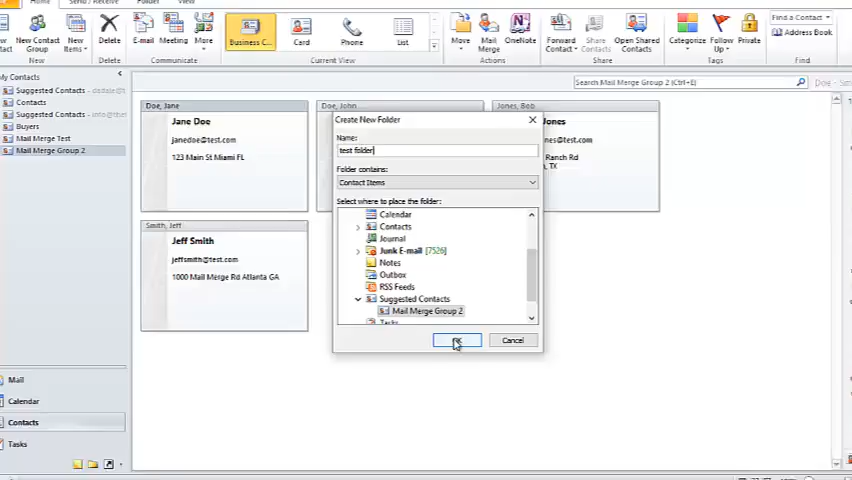 Home
Send / Receive
Folder
View
New Contact Group
New Items
Delete
E-mail
Meeting
More
Business C...
Card
Phone
List
Move
Mail Merge
OneNote
Forward Contact
Share Contacts
Open Shared Contacts
Categorize
Follow Up
Private
Find a Contact
Address Book
New
Delete
Communicate
Current View
Actions
Share
Tags
Find
My Contacts
Suggested Contacts -
Contacts
Suggested Contacts -
Buyers
Mail Merge Test
Mail Merge Group 2
Search Mail Merge Group 2 (Ctrl+E)
Doe, Jane
Jane Doe
janedoe@test.com
123 Main St Miami FL
Doe, John
Jones, Bob
Jones
es@test.com
Ranch Rd
, TX
Smith, Jeff
Jeff Smith
jeffsmith@test.com
1000 Mail Merge Rd Atlanta GA
Create New Folder
Name:
test folder
Folder contains:
Contact Items
Select where to place the folder:
Calendar
Contacts
Journal
Junk E-mail [7526]
Notes
Outbox
RSS Feeds
Suggested Contacts
Mail Merge Group 2
Tasks
Cancel
Mail
Calendar
Contacts
Tasks